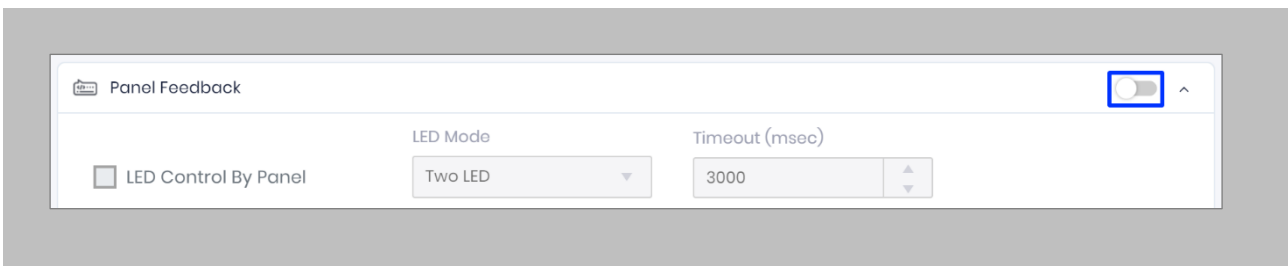 Panel Feedback
LED Mode Timeout (msec)
LED Control By Panel Two LED 3000